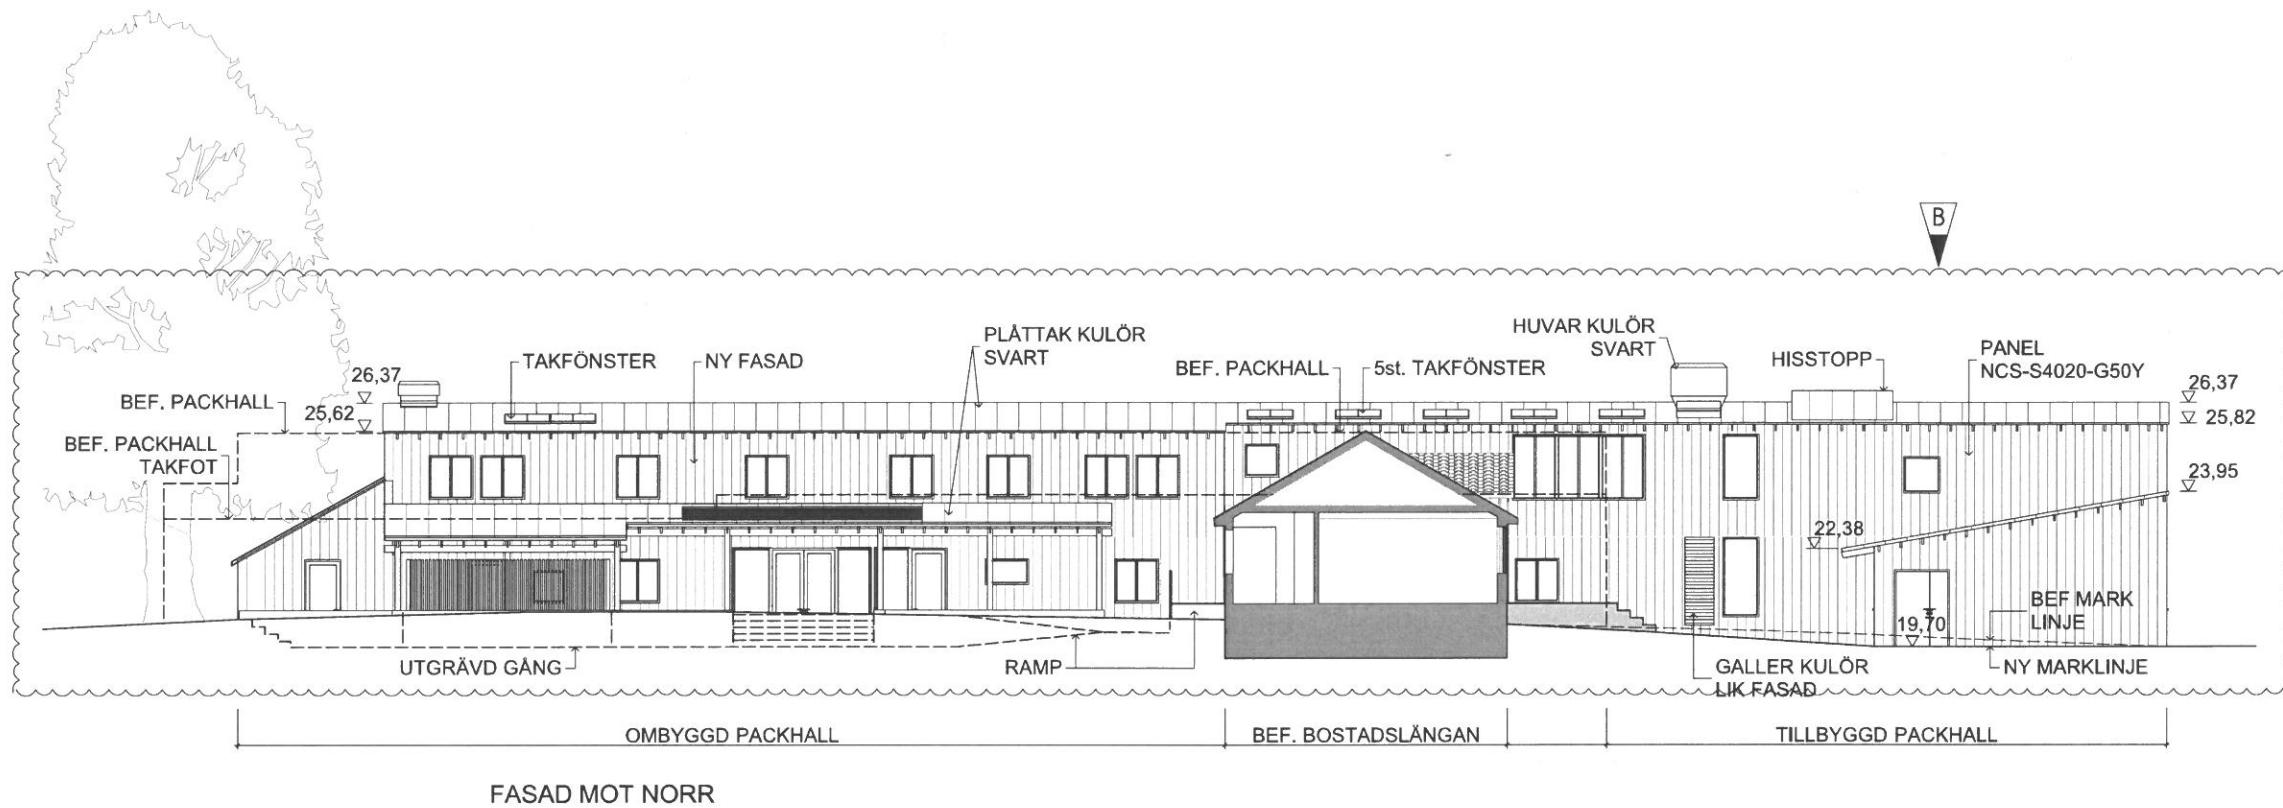 B
PLÅTTAK KULÖR
SVART
HUVAR KULÖR
SVART
TAKFÖNSTER
NY FASAD
BEF. PACKHALL
5st. TAKFÖNSTER
HISSTOPP
PANEL
NCS-S4020-G50Y
26,37
25,62
BEF. PACKHALL
BEF. PACKHALL
TAKFOT
26,37
25,82
23,95
22,38
19,70
BEF MARK
LINJE
UTGRÄVD GÅNG
RAMP
GALLER KULÖR
LIK FASAD
NY MARKLINJE
OMBYGGD PACKHALL
BEF. BOSTADSLÄNGAN
TILLBYGGD PACKHALL
FASAD MOT NORR